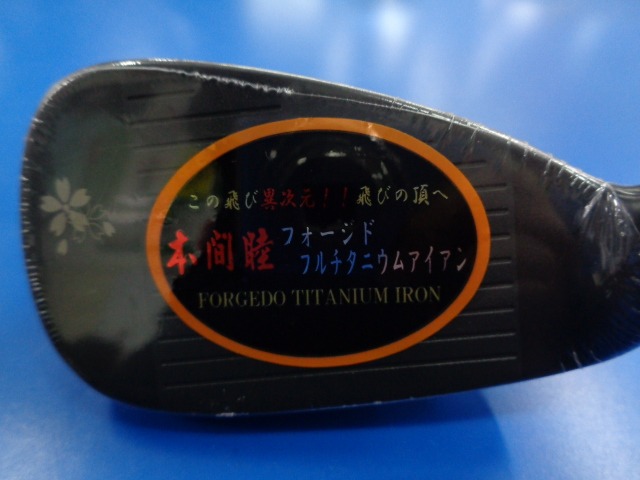 この飛び異次元！！飛びの頂へ
本間睦 フォージド
フルチタニウムアイアン
FORGEDO TITANIUM IRON